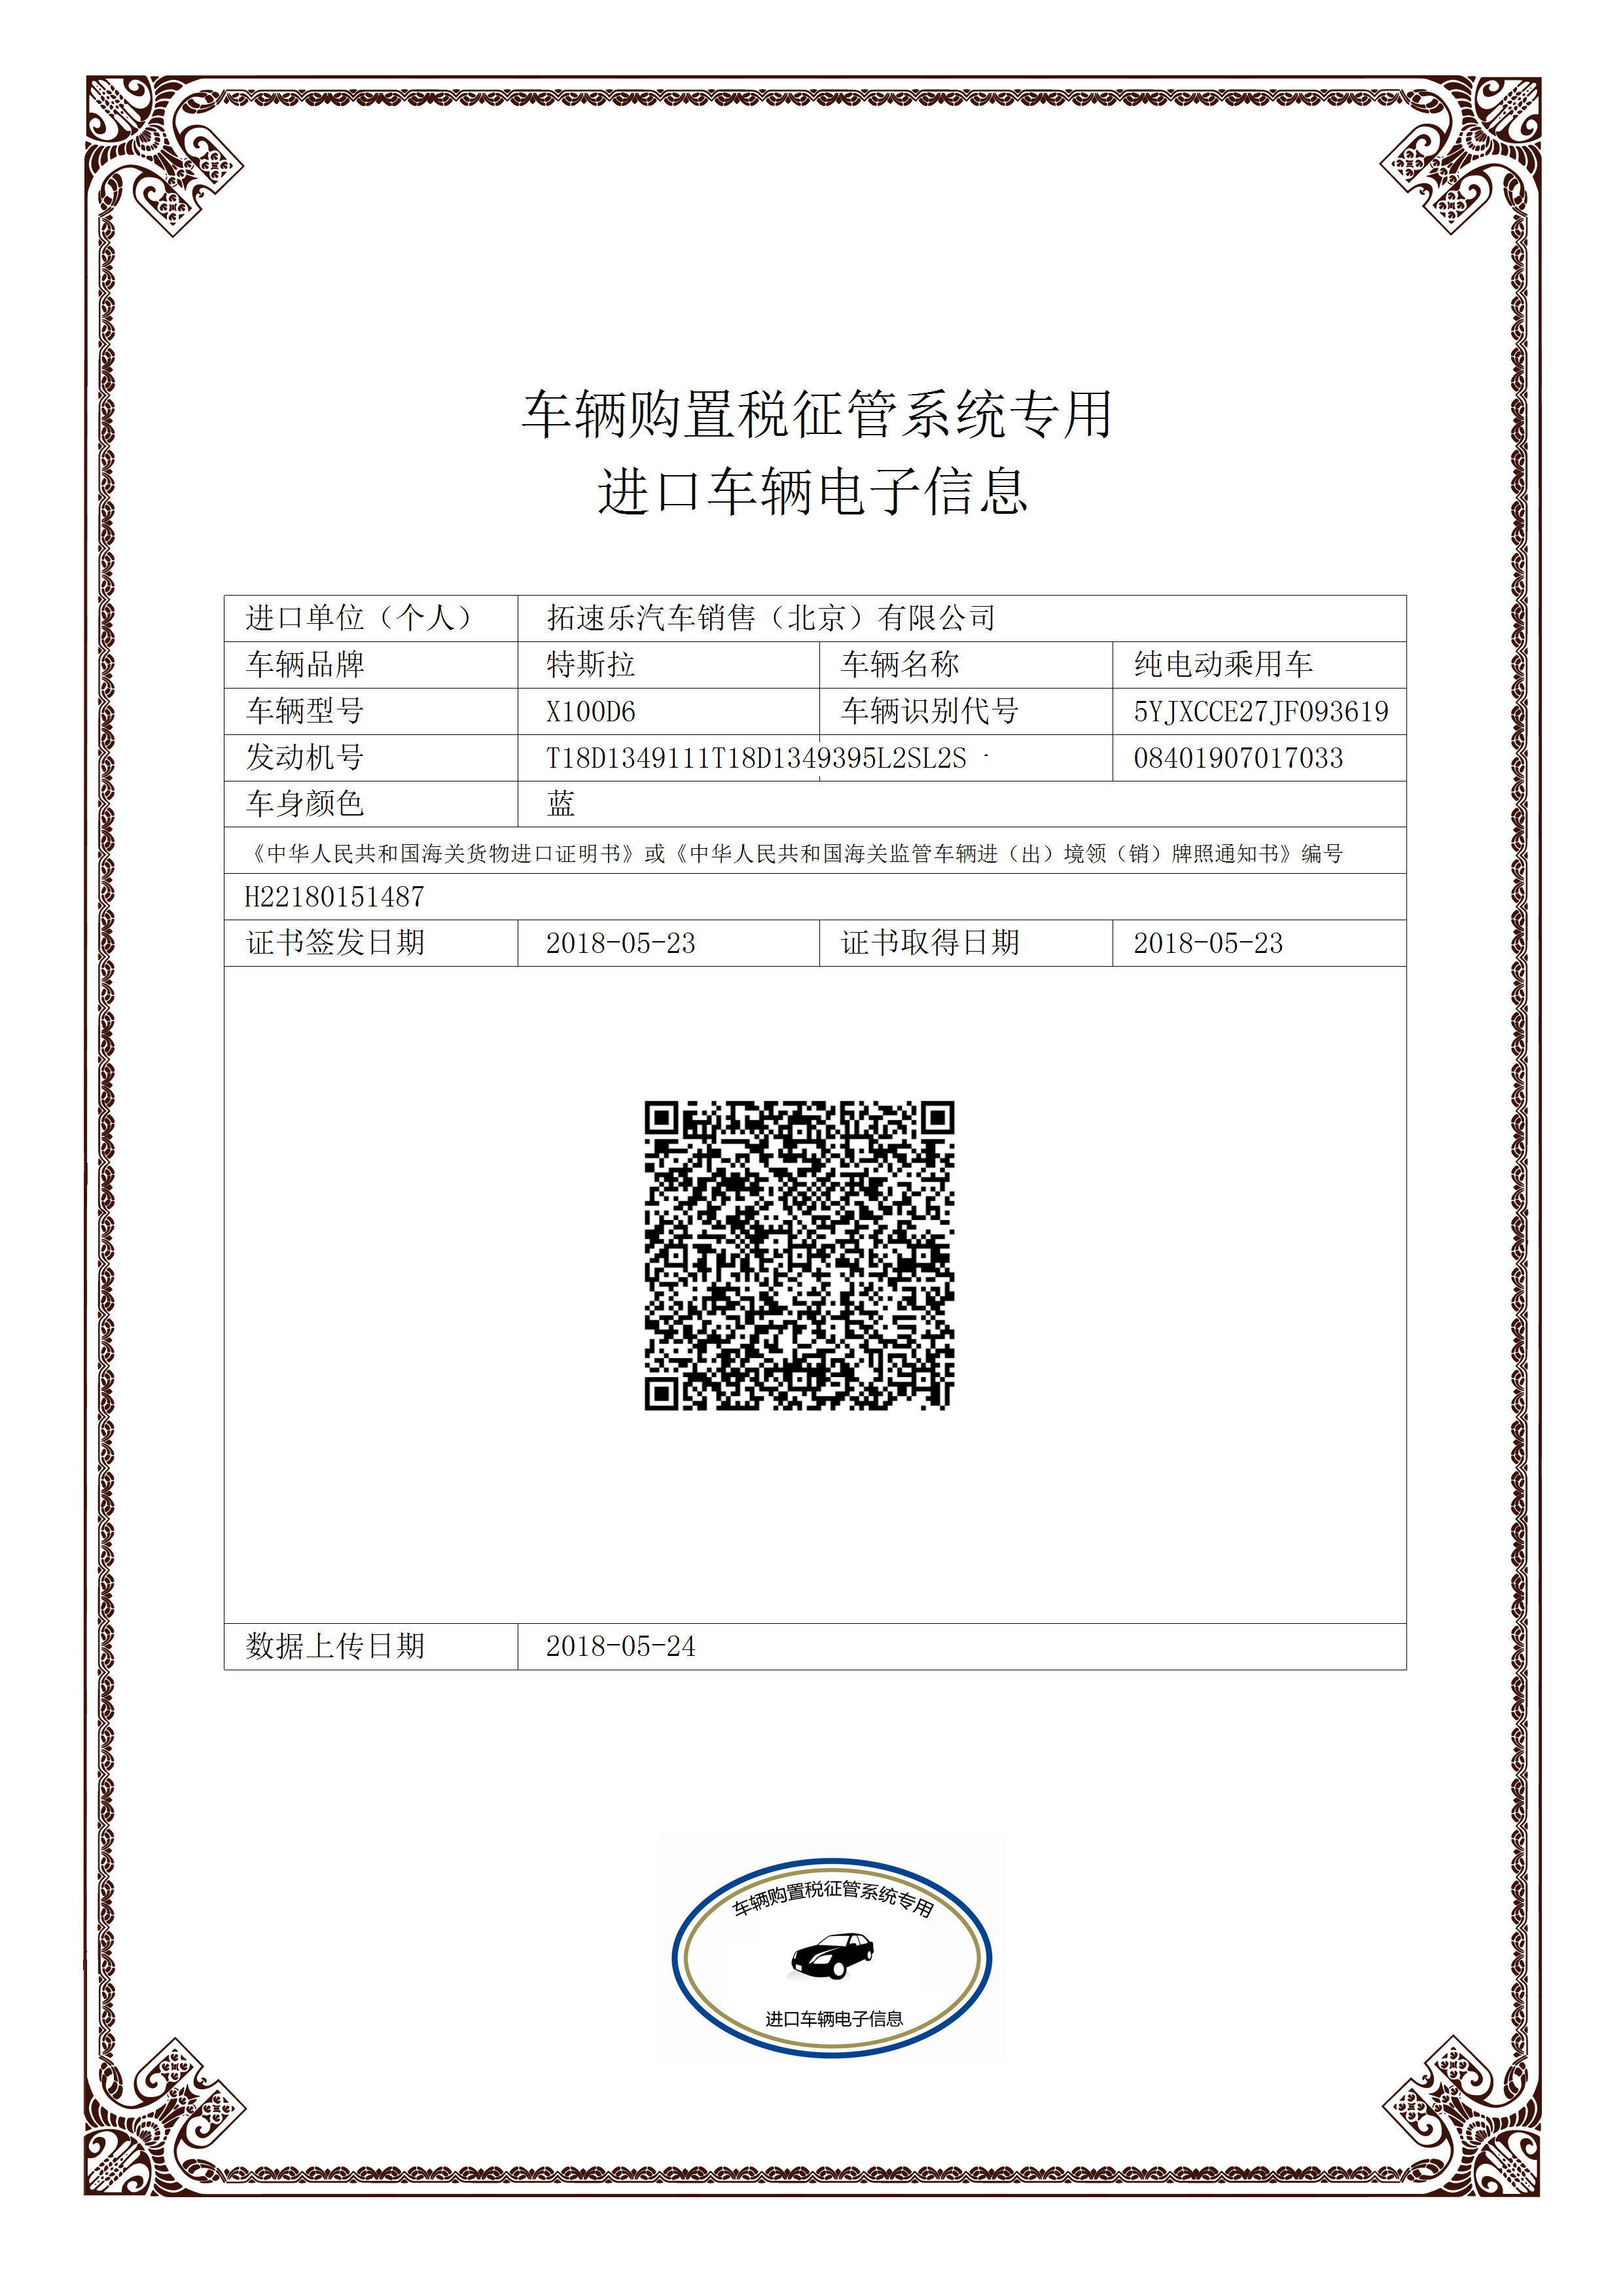 车辆购置税征管系统专用
进口车辆电子信息
进口单位（个人） 拓速乐汽车销售（北京）有限公司
车辆品牌 特斯拉 车辆名称 纯电动乘用车
车辆型号 X100D6 车辆识别代号 5YJXCCE27JF093619
发动机号 T18D1349111T18D1349395L2SL2S 08401907017033
车身颜色 蓝
《中华人民共和国海关货物进口证明书》或《中华人民共和国海关监管车辆进（出）境领（销）牌照通知书》编号
H22180151487
证书签发日期 2018-05-23 证书取得日期 2018-05-23
数据上传日期 2018-05-24
车辆购置税征管系统专用
进口车辆电子信息